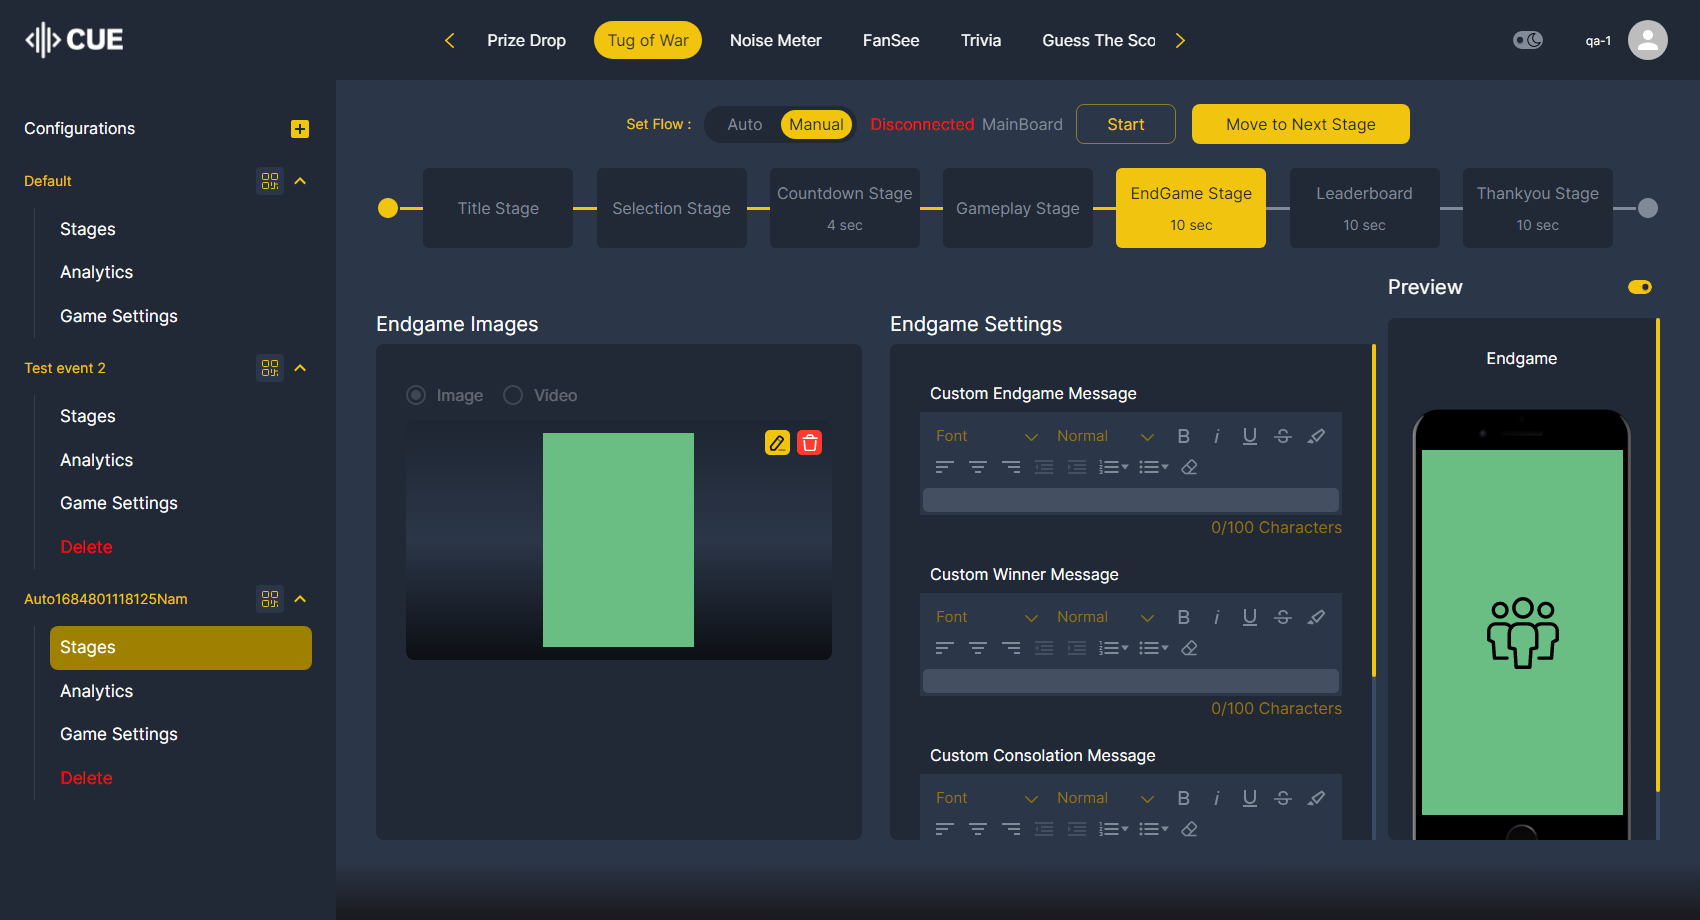 CUE
Prize Drop
Tug of War
Noise Meter
FanSee
Trivia
Guess The Sco
qa-1
Configurations
Default
Stages
Analytics
Game Settings
Test event 2
Stages
Analytics
Game Settings
Delete
Auto1684801118125Nam
Stages
Analytics
Game Settings
Delete
Set Flow :
Auto
Manual
Disconnected MainBoard
Start
Move to Next Stage
Title Stage
Selection Stage
Countdown Stage
4 sec
Gameplay Stage
EndGame Stage
10 sec
Leaderboard
10 sec
Thankyou Stage
10 sec
Endgame Images
Image
Video
Endgame Settings
Custom Endgame Message
Font
Normal
B i U S
0/100 Characters
Custom Winner Message
Font
Normal
B i U S
0/100 Characters
Custom Consolation Message
Font
Normal
B i U S
Preview
Endgame